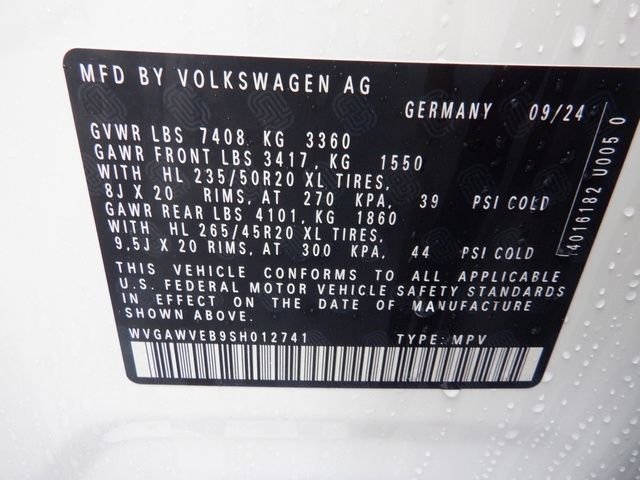 MFD BY VOLKSWAGEN AG
GERMANY 09/24
GVWR LBS 7408, KG 3360
GAWR FRONT LBS 3417, KG 1550
WITH HL 235/50R20 XL TIRES,
8J X 20 RIMS, AT 270 KPA, 39 PSI COLD
GAWR REAR LBS 4101, KG 1860
WITH HL 265/45R20 XL TIRES,
9,5J X 20 RIMS, AT 300 KPA, 44 PSI COLD
THIS VEHICLE CONFORMS TO ALL APPLICABLE
U.S. FEDERAL MOTOR VEHICLE SAFETY STANDARDS
IN EFFECT ON THE DATE OF MANUFACTURE
SHOWN ABOVE.
WVGAWVEB9SH012741 TYPE: MPV
4016182 U005 0